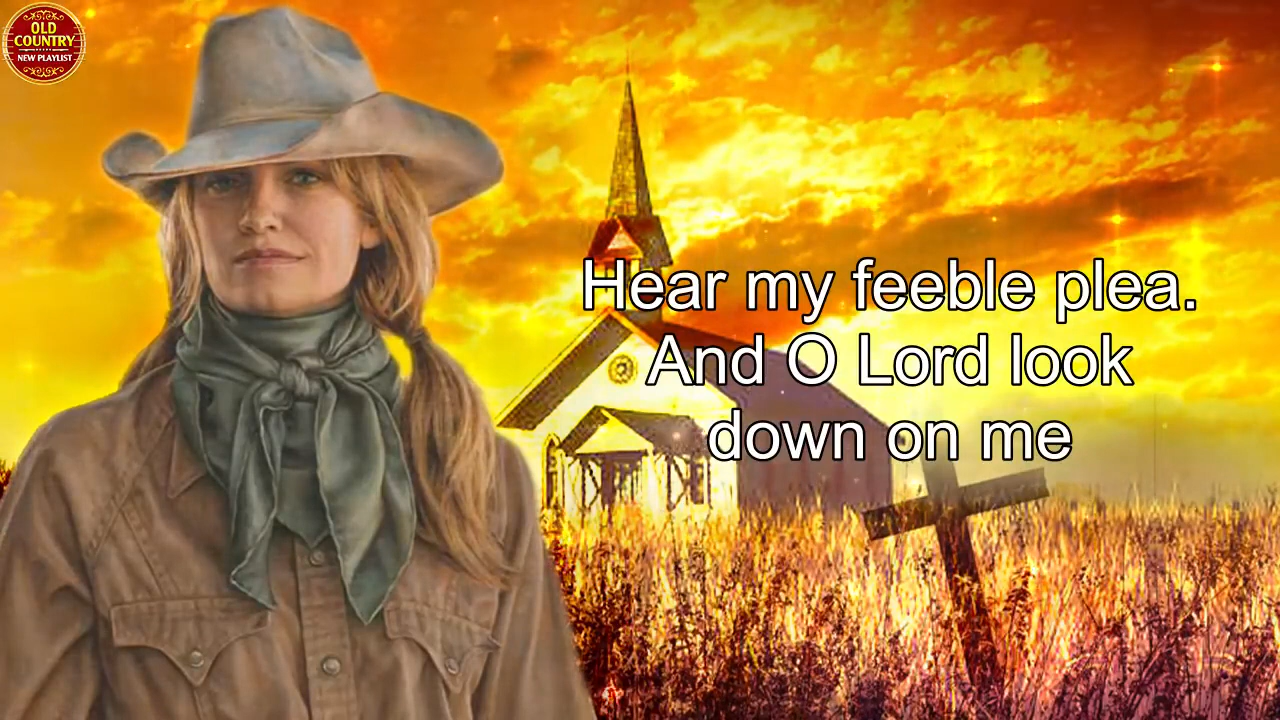 OLD
COUNTRY
NEW PLAYLIST
Hear my feeble plea.
And O Lord look
down on me